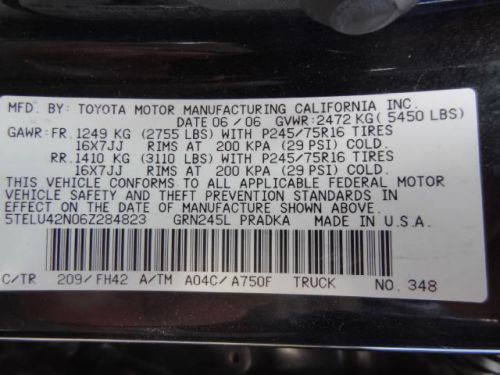 MFD. BY: TOYOTA MOTOR MANUFACTURING CALIFORNIA INC.
DATE 06/06 GVWR: 2472 KG( 5450 LBS)
GAWR: FR. 1249 KG (2755 LBS) WITH P245/75R16 TIRES
16X7JJ RIMS AT 200 KPA (29 PSI) COLD.
RR. 1410 KG (3110 LBS) WITH P245/75R16 TIRES
16X7JJ RIMS AT 200 KPA (29 PSI) COLD.
THIS VEHICLE CONFORMS TO ALL APPLICABLE FEDERAL MOTOR
VEHICLE SAFETY AND THEFT PREVENTION STANDARDS IN
EFFECT ON THE DATE OF MANUFACTURE SHOWN ABOVE.
5TELU42N06Z284823 GRN245L PRADKA MADE IN U.S.A.
C/TR 209/FH42 A/TM A04C/A750F TRUCK NO. 348